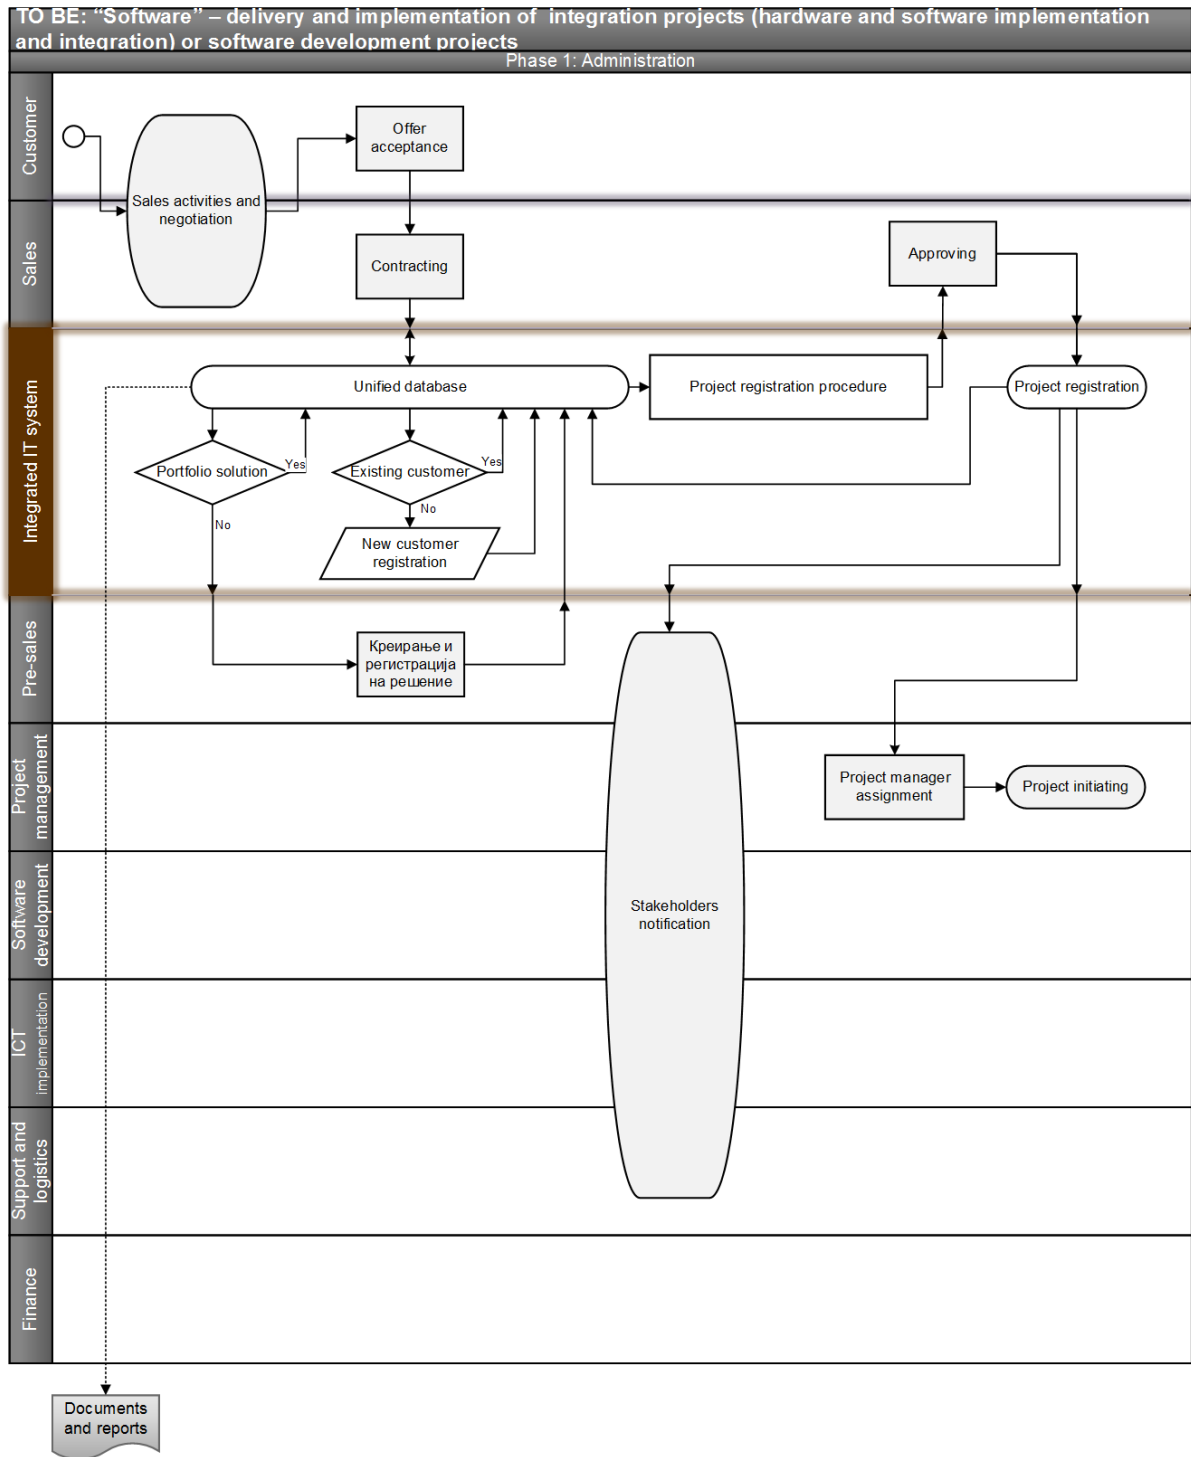 TO BE: “Software” – delivery and implementation of  integration projects (hardware and software implementation
and integration) or software development projects
Phase 1: Administration
Customer
Offer
acceptance
Sales activities and
negotiation
Sales
Contracting
Approving
Integrated IT system
Unified database
Project registration procedure
Project registration
Portfolio solution
Yes
Existing customer
Yes
No
No
New customer
registration
Pre-sales
Креирање и
регистрација
на решение
Project
management
Project manager
assignment
Project initiating
Software
development
Stakeholders
notification
ICT
implementation
Support and
logistics
Finance
Documents
and reports